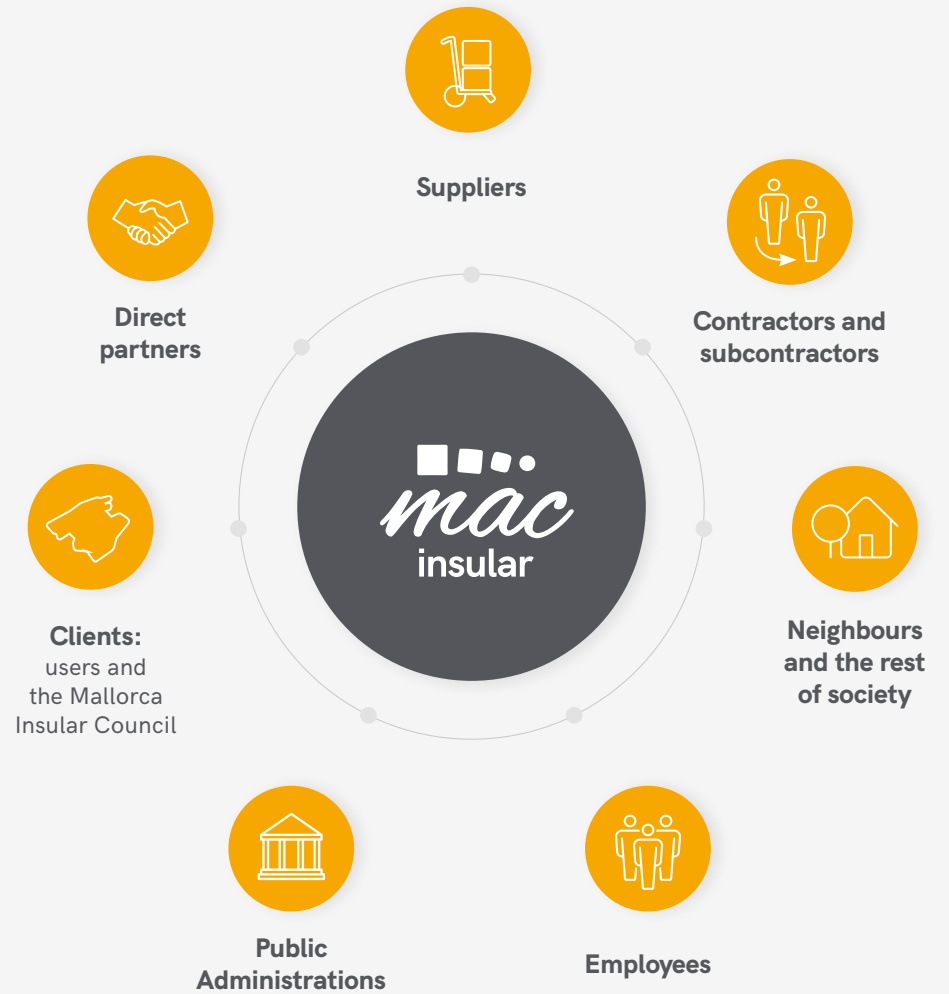 Suppliers
Direct
partners
Contractors and
subcontractors
mac
insular
Clients:
users and
the Mallorca
Insular Council
Neighbours
and the rest
of society
Public
Administrations
Employees